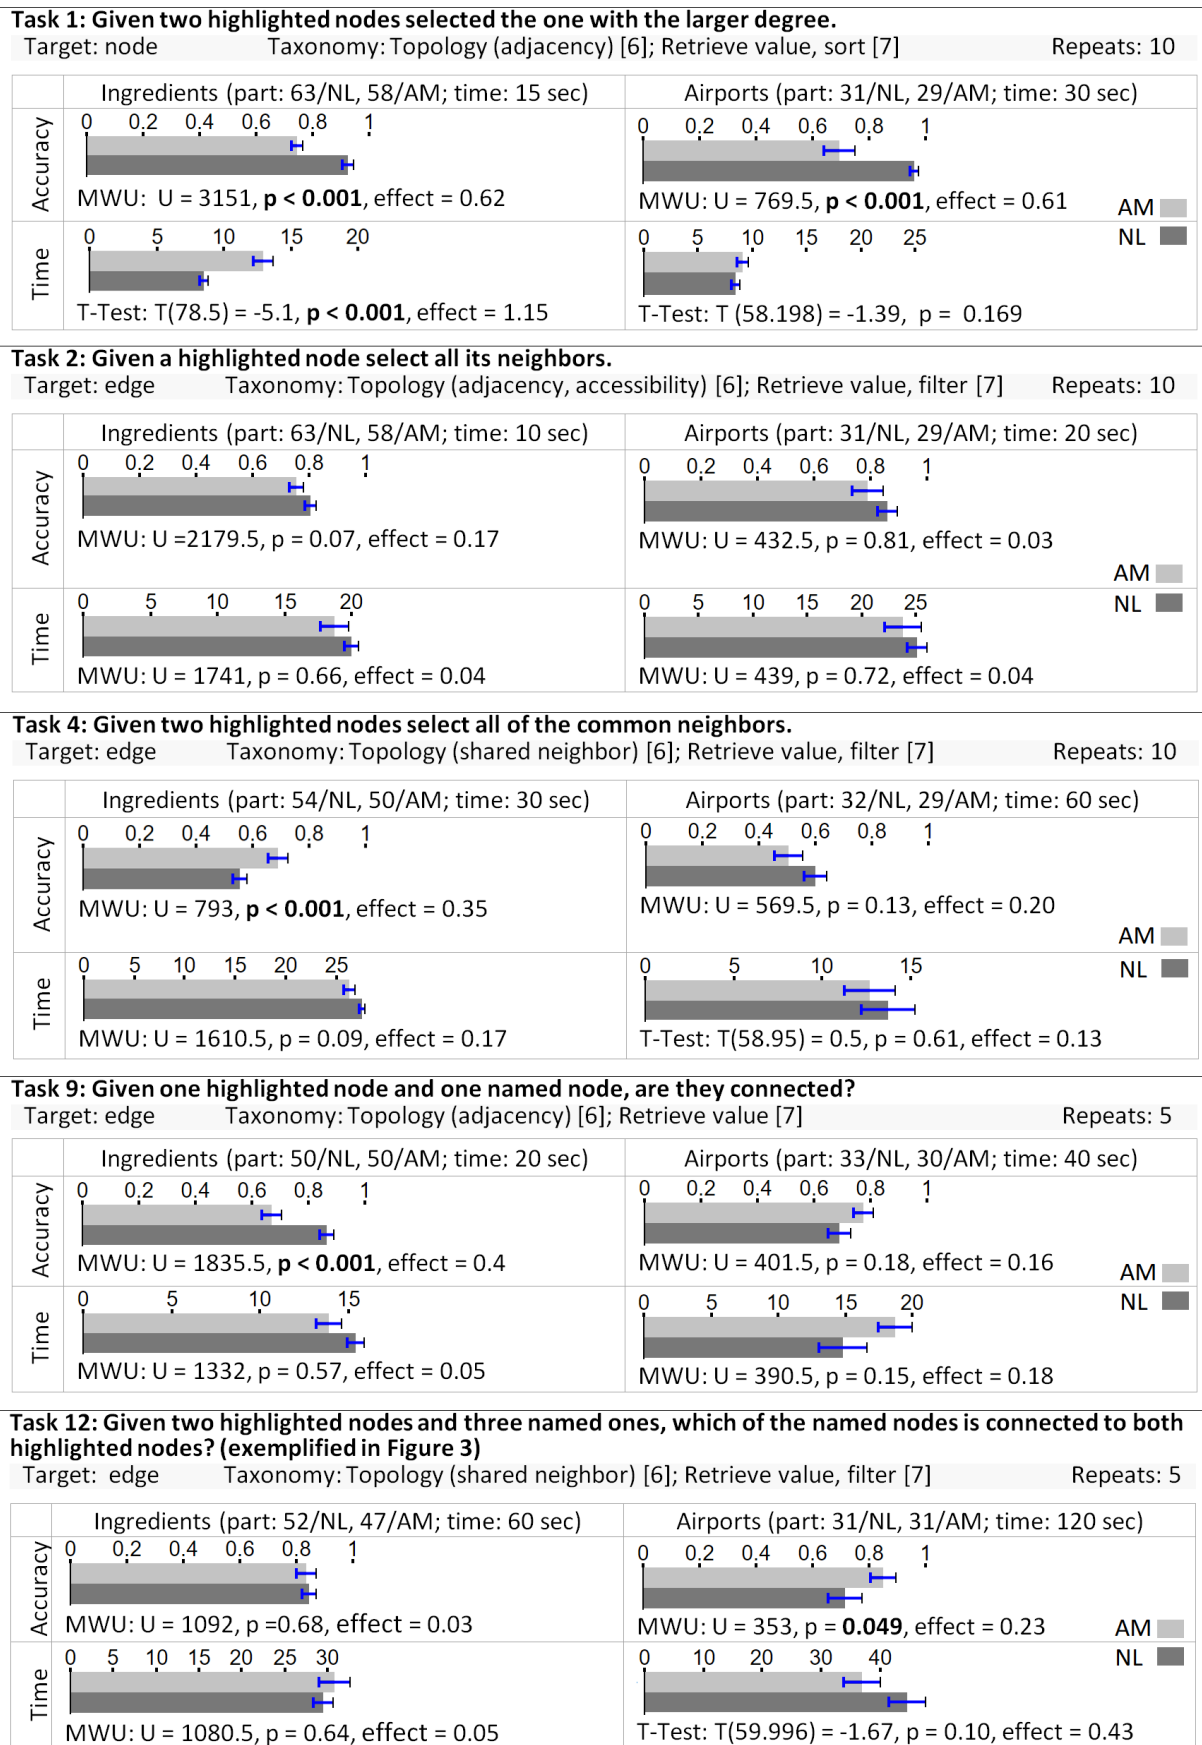 Task 1: Given two highlighted nodes selected the one with the larger degree.
Target: node Taxonomy: Topology (adjacency) [6]; Retrieve value, sort [7] Repeats: 10
Ingredients (part: 63/NL, 58/AM; time: 15 sec) Airports (part: 31/NL, 29/AM; time: 30 sec)
Accuracy
0 0.2 0.4 0.6 0.8 1 0 0.2 0.4 0.6 0.8 1
MWU: U = 3151, p < 0.001, effect = 0.62 MWU: U = 769.5, p < 0.001, effect = 0.61
AM
NL
Time
0 5 10 15 20 0 5 10 15 20 25
T-Test: T(78.5) = -5.1, p < 0.001, effect = 1.15 T-Test: T (58.198) = -1.39, p = 0.169
Task 2: Given a highlighted node select all its neighbors.
Target: edge Taxonomy: Topology (adjacency, accessibility) [6]; Retrieve value, filter [7] Repeats: 10
Ingredients (part: 63/NL, 58/AM; time: 10 sec) Airports (part: 31/NL, 29/AM; time: 20 sec)
Accuracy
0 0.2 0.4 0.6 0.8 1 0 0.2 0.4 0.6 0.8 1
MWU: U =2179.5, p = 0.07, effect = 0.17 MWU: U = 432.5, p = 0.81, effect = 0.03
AM
NL
Time
0 5 10 15 20 0 5 10 15 20 25
MWU: U = 1741, p = 0.66, effect = 0.04 MWU: U = 439, p = 0.72, effect = 0.04
Task 4: Given two highlighted nodes select all of the common neighbors.
Target: edge Taxonomy: Topology (shared neighbor) [6]; Retrieve value, filter [7] Repeats: 10
Ingredients (part: 54/NL, 50/AM; time: 30 sec) Airports (part: 32/NL, 29/AM; time: 60 sec)
Accuracy
0 0.2 0.4 0.6 0.8 1 0 0.2 0.4 0.6 0.8 1
MWU: U = 793, p < 0.001, effect = 0.35 MWU: U = 569.5, p = 0.13, effect = 0.20
AM
NL
Time
0 5 10 15 20 25 0 5 10 15
MWU: U = 1610.5, p = 0.09, effect = 0.17 T-Test: T(58.95) = 0.5, p = 0.61, effect = 0.13
Task 9: Given one highlighted node and one named node, are they connected?
Target: edge Taxonomy: Topology (adjacency) [6]; Retrieve value [7] Repeats: 5
Ingredients (part: 50/NL, 50/AM; time: 20 sec) Airports (part: 33/NL, 30/AM; time: 40 sec)
Accuracy
0 0.2 0.4 0.6 0.8 1 0 0.2 0.4 0.6 0.8 1
MWU: U = 1835.5, p < 0.001, effect = 0.4 MWU: U = 401.5, p = 0.18, effect = 0.16
AM
NL
Time
0 5 10 15 0 5 10 15 20
MWU: U = 1332, p = 0.57, effect = 0.05 MWU: U = 390.5, p = 0.15, effect = 0.18
Task 12: Given two highlighted nodes and three named ones, which of the named nodes is connected to both
highlighted nodes? (exemplified in Figure 3)
Target: edge Taxonomy: Topology (shared neighbor) [6]; Retrieve value, filter [7] Repeats: 5
Ingredients (part: 52/NL, 47/AM; time: 60 sec) Airports (part: 31/NL, 31/AM; time: 120 sec)
Accuracy
0 0.2 0.4 0.6 0.8 1 0 0.2 0.4 0.6 0.8 1
MWU: U = 1092, p =0.68, effect = 0.03 MWU: U = 353, p = 0.049, effect = 0.23
AM
NL
Time
0 5 10 15 20 25 30 0 10 20 30 40
MWU: U = 1080.5, p = 0.64, effect = 0.05 T-Test: T(59.996) = -1.67, p = 0.10, effect = 0.43